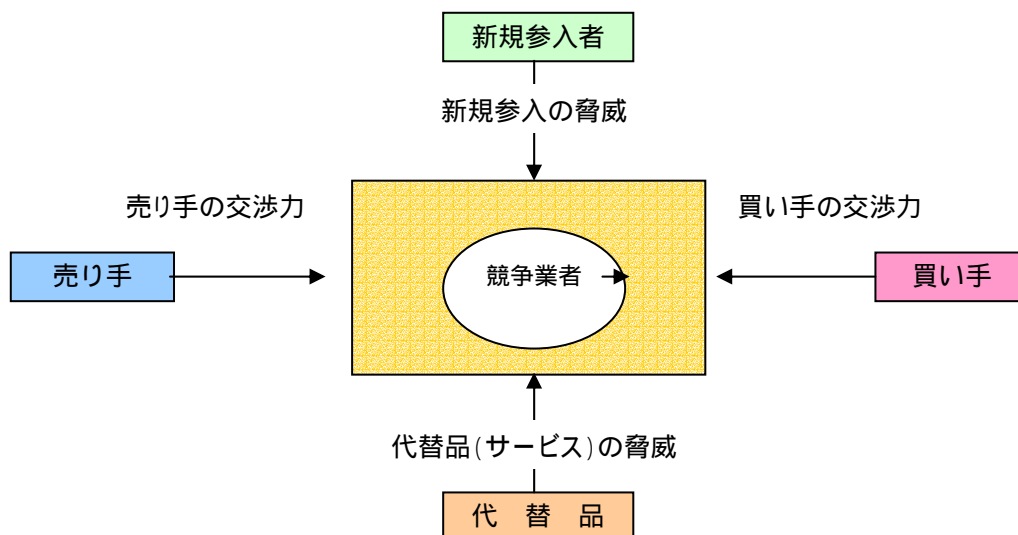 新規参入者
新規参入の脅威
売り手の交渉力
買い手の交渉力
売り手
競争業者
買い手
代替品(サービス)の脅威
代　替　品